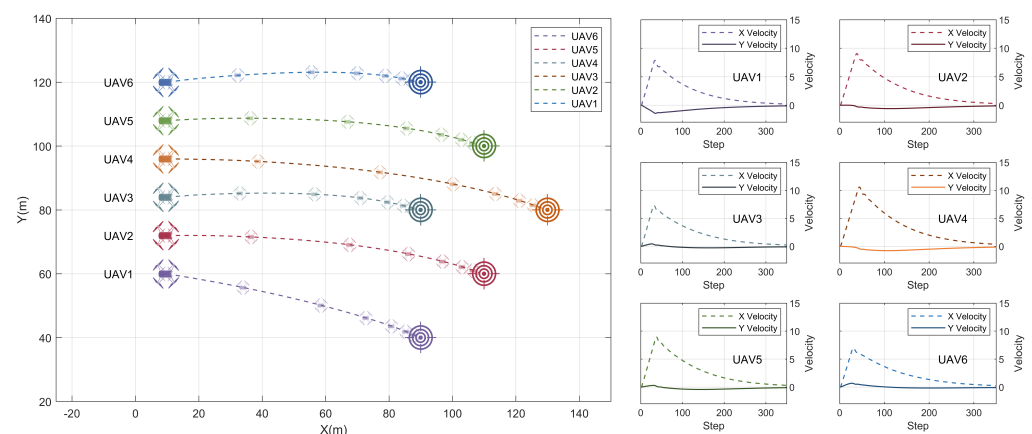 140
120
100
80
60
40
20
Y(m)
-20
0
20
40
60
80
100
120
140
X(m)
UAV6
UAV5
UAV4
UAV3
UAV2
UAV1
UAV6
UAV5
UAV4
UAV3
UAV2
UAV1
X Velocity
Y Velocity
UAV1
15
10
5
0
Velocity
0
100
200
300
Step
X Velocity
Y Velocity
UAV2
15
10
5
0
Velocity
0
100
200
300
Step
X Velocity
Y Velocity
UAV3
15
10
5
0
Velocity
0
100
200
300
Step
X Velocity
Y Velocity
UAV4
15
10
5
0
Velocity
0
100
200
300
Step
X Velocity
Y Velocity
UAV5
15
10
5
0
Velocity
0
100
200
300
Step
X Velocity
Y Velocity
UAV6
15
10
5
0
Velocity
0
100
200
300
Step